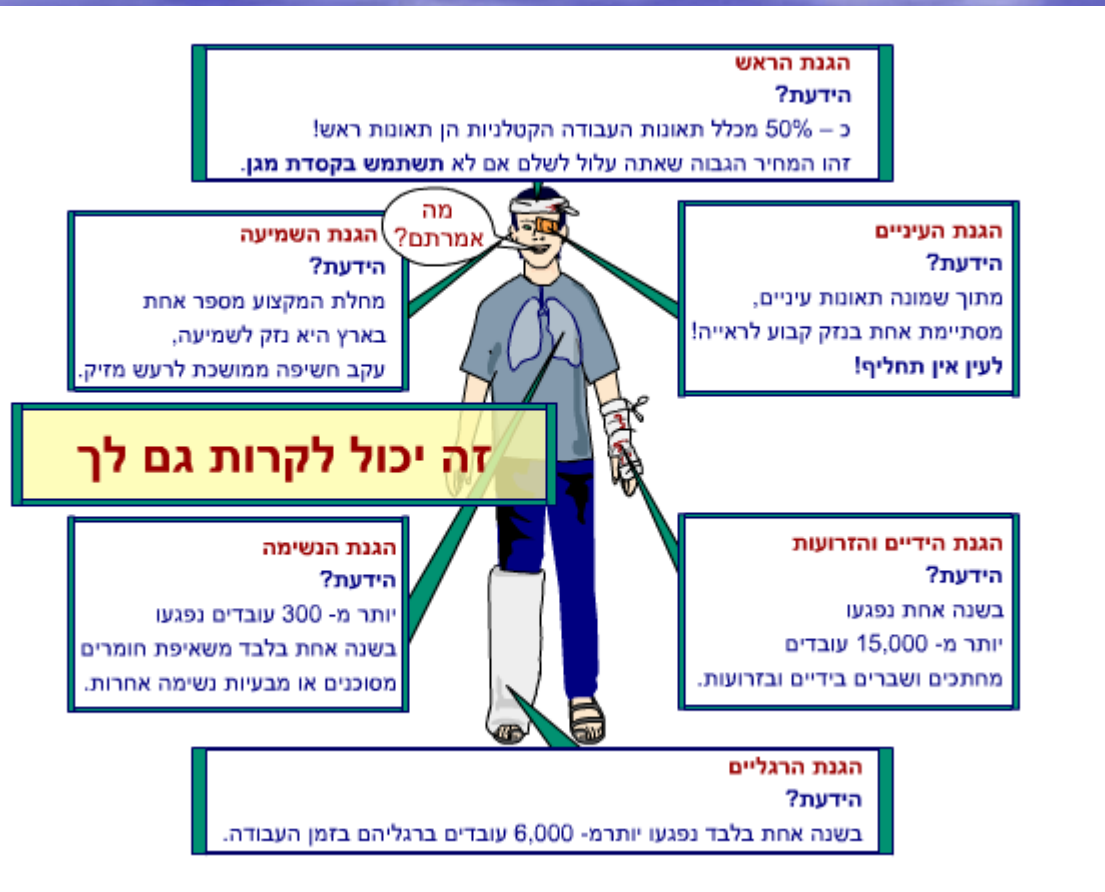 הגנת הראש
הידעת?
כ – 50% מכלל תאונות העבודה הקטלניות הן תאונות ראש!
זהו המחיר הגבוה שאתה עלול לשלם אם לא תשתמש בקסדת מגן.
הגנת העיניים
הידעת?
מתוך שמונה תאונות עיניים,
מסתיימת אחת בנזק קבוע לראייה!
לעין אין תחליף!
מה
אמרתם?
הגנת השמיעה
הידעת?
מחלת המקצוע מספר אחת
בארץ היא נזק לשמיעה,
עקב חשיפה ממושכת לרעש מזיק.
זה יכול לקרות גם לך
הגנת הידיים והזרועות
הידעת?
בשנה אחת נפגעו
יותר מ- 15,000 עובדים
מחתכים ושברים בידיים ובזרועות.
הגנת הנשימה
הידעת?
יותר מ- 300 עובדים נפגעו
בשנה אחת בלבד משאיפת חומרים
מסוכנים או מבעיות נשימה אחרות.
הגנת הרגליים
הידעת?
בשנה אחת בלבד נפגעו יותרמ- 6,000 עובדים ברגליהם בזמן העבודה.